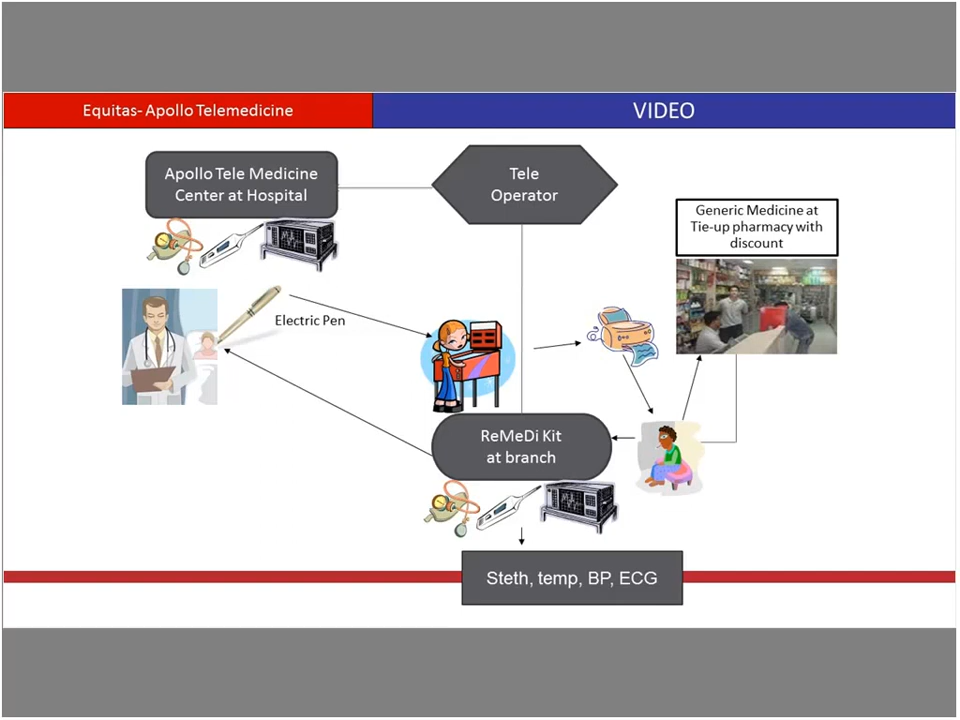 Equitas- Apollo Telemedicine
VIDEO
Apollo Tele Medicine
Center at Hospital
Tele
Operator
Generic Medicine at
Tie-up pharmacy with
discount
Electric Pen
ReMeDi Kit
at branch
Steth, temp, BP, ECG